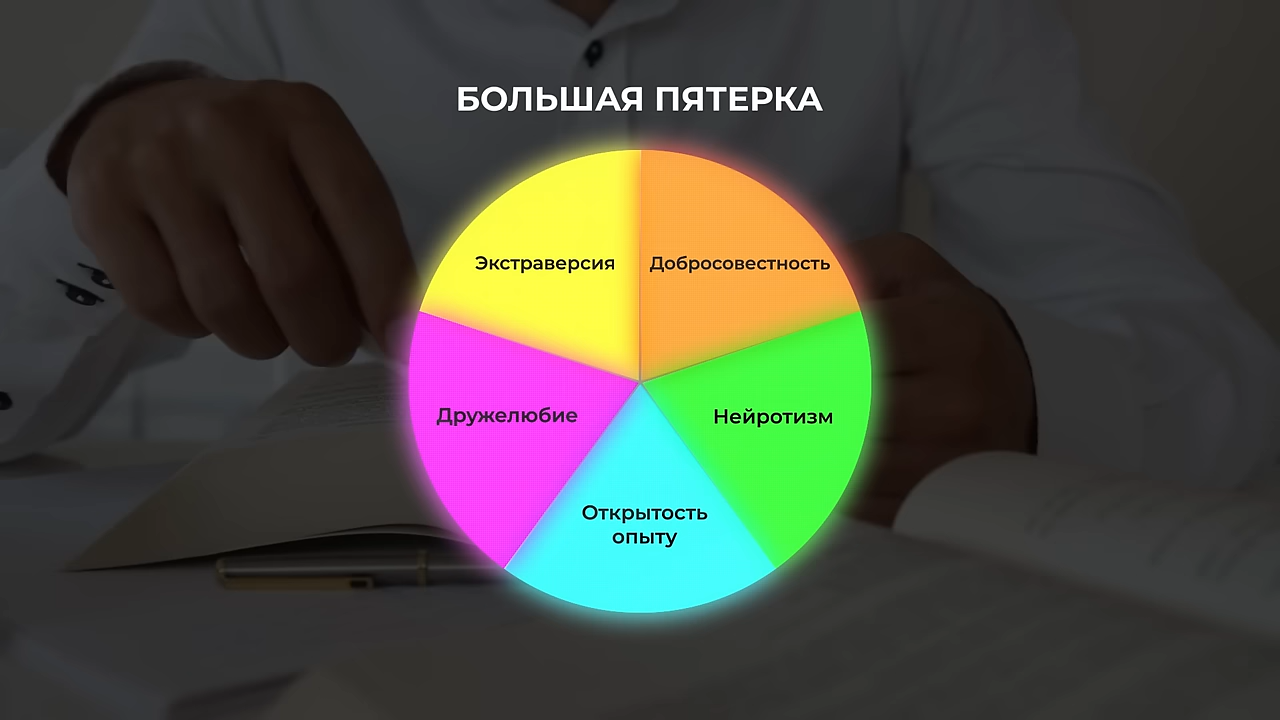 БОЛЬШАЯ ПЯТЕРКА
Экстраверсия
Добросовестность
Дружелюбие
Нейротизм
Открытость
опыту